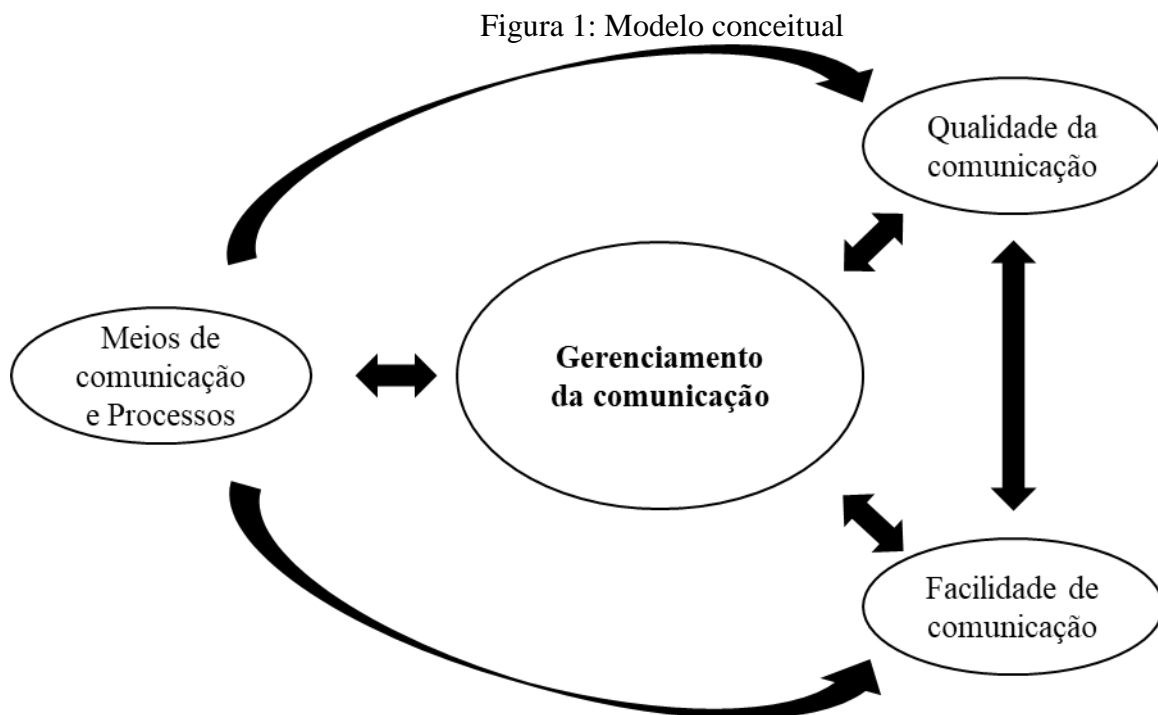 Figura 1: Modelo conceitual
Qualidade da
comunicação
Meios de
comunicação
e Processos
Gerenciamento
da comunicação
Facilidade de
comunicação